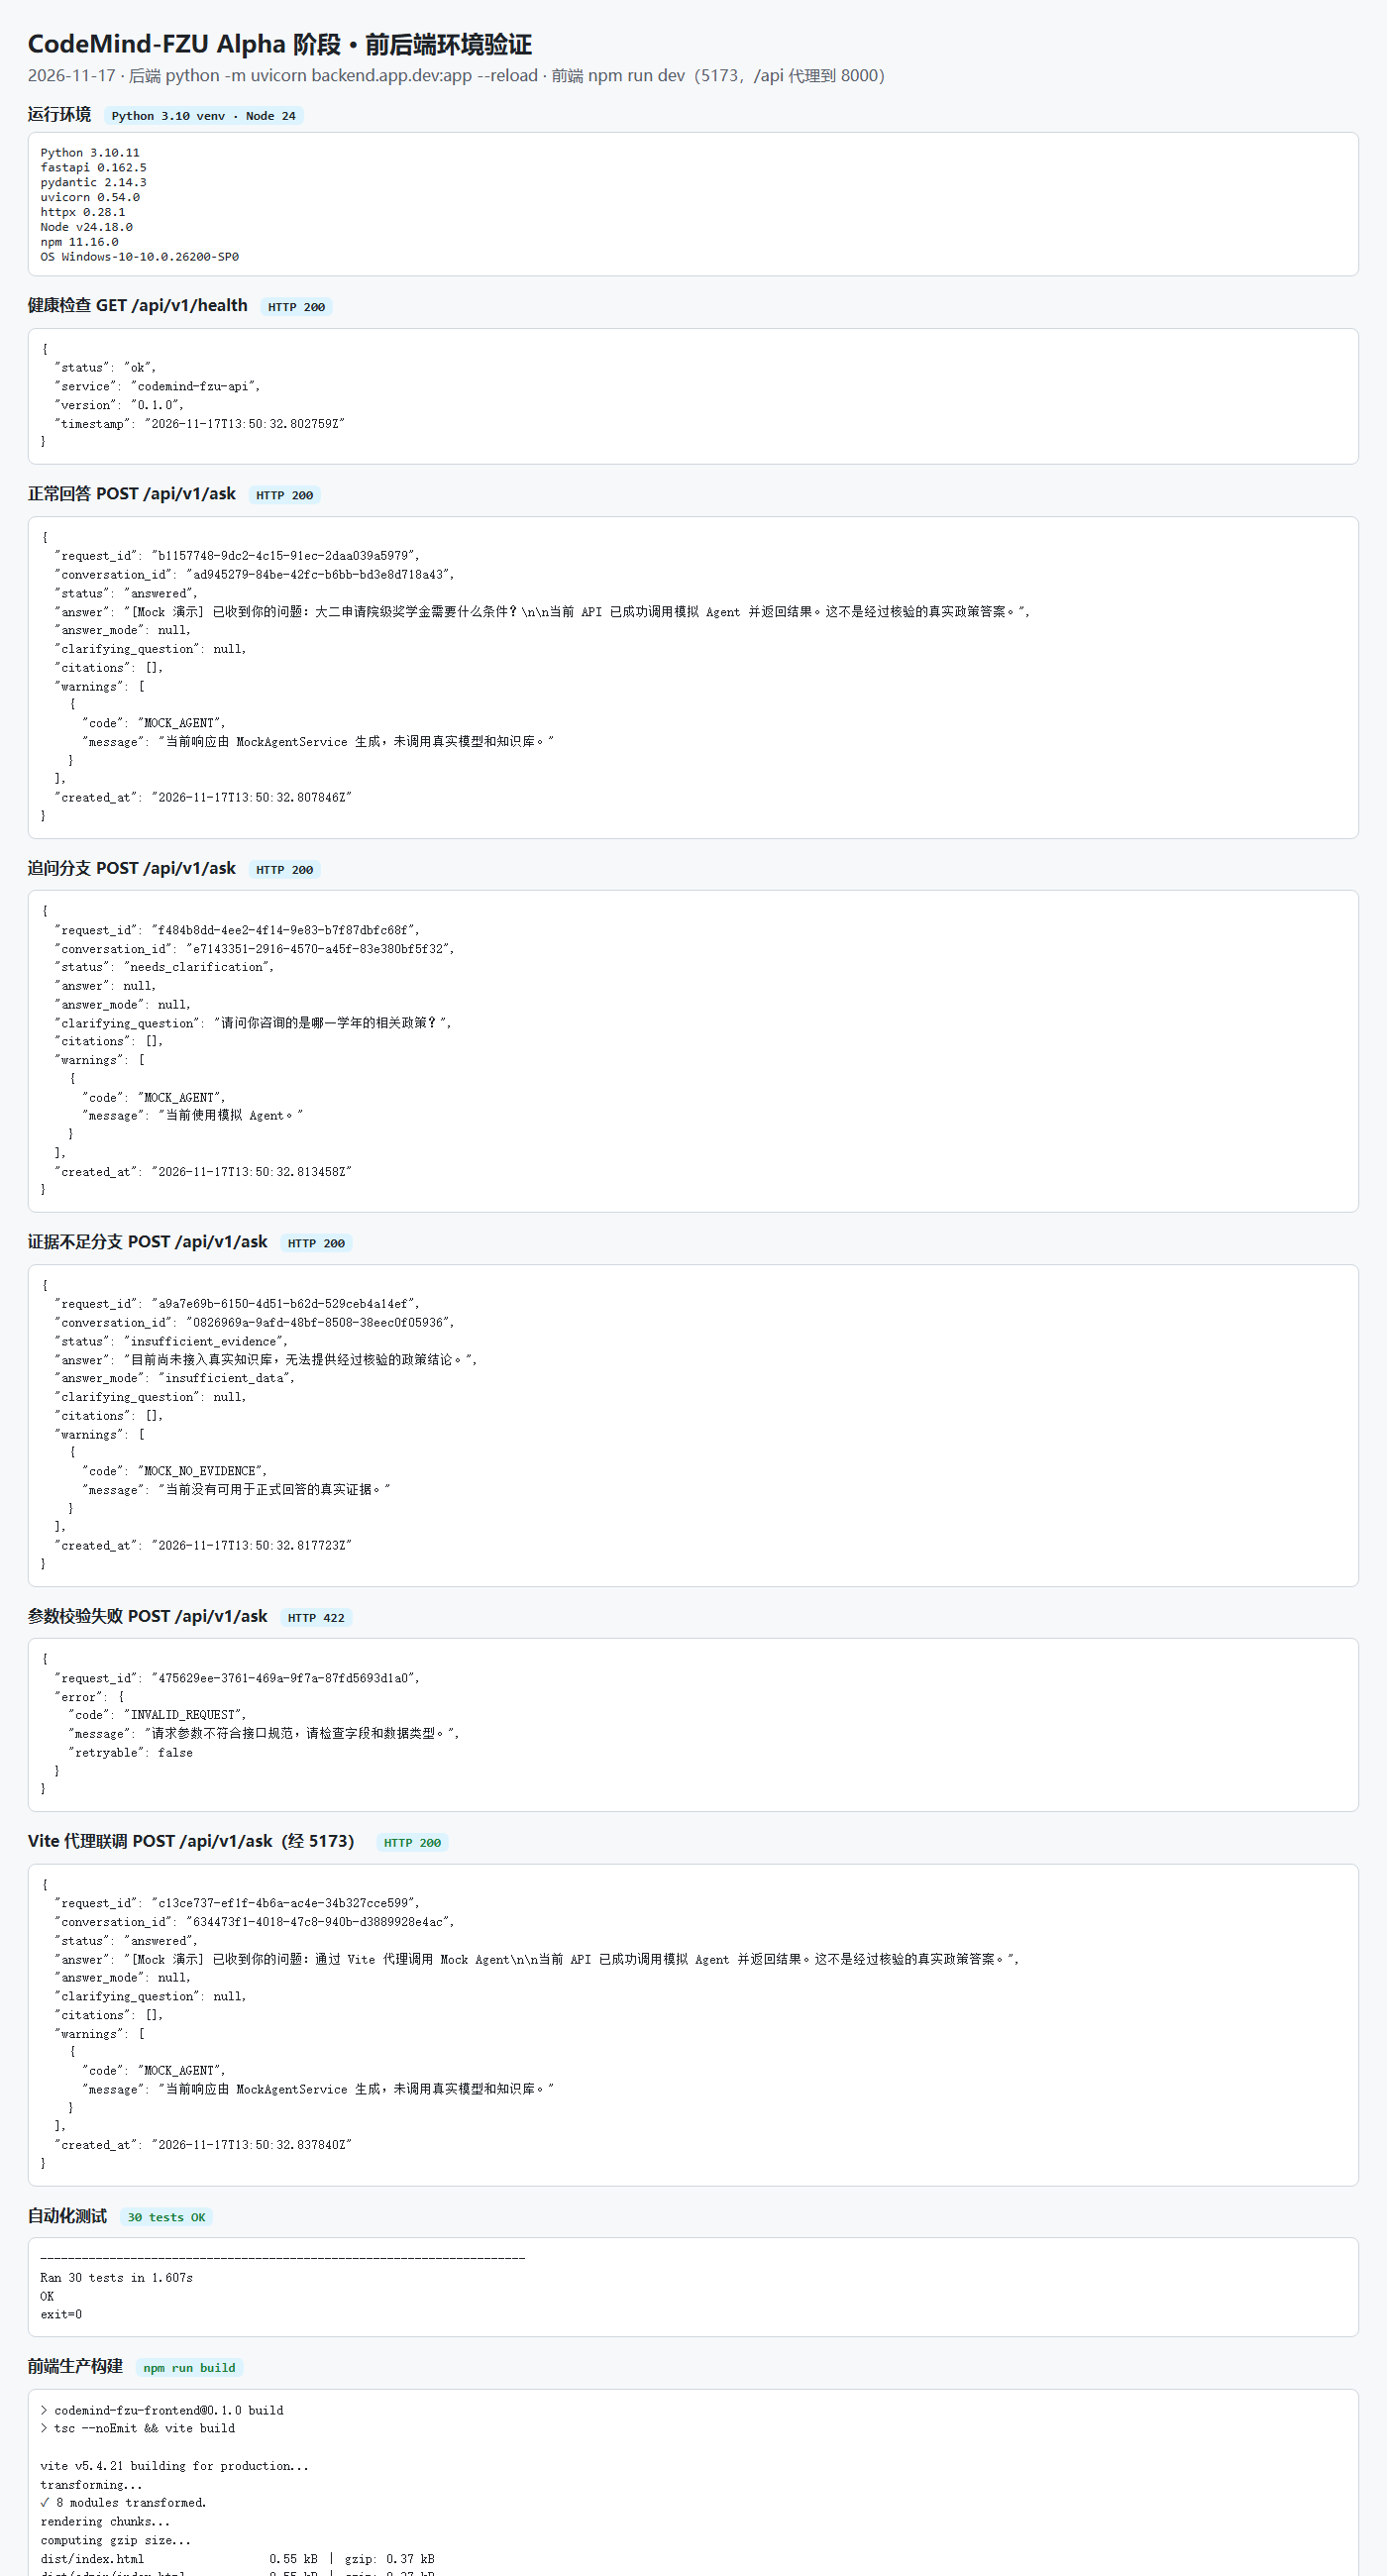 CodeMind-FZU Alpha 阶段 · 前后端环境验证
2026-11-17 · 后端 python -m uvicorn backend.app.dev:app --reload · 前端 npm run dev（5173，/api 代理到 8000）
运行环境 Python 3.10 venv · Node 24
Python 3.10.11
fastapi 0.162.5
pydantic 2.14.3
uvicorn 0.54.0
httpx 0.28.1
Node v24.18.0
npm 11.16.0
OS Windows-10-10.0.26200-SP0
健康检查 GET /api/v1/health HTTP 200
{
  "status": "ok",
  "service": "codemind-fzu-api",
  "version": "0.1.0",
  "timestamp": "2026-11-17T13:50:32.802759Z"
}
正常回答 POST /api/v1/ask HTTP 200
{
  "request_id": "b1157748-9dc2-4c15-91ec-2daa039a5979",
  "conversation_id": "ad945279-84be-42fc-b6bb-bd3e8d718a43",
  "status": "answered",
  "answer": "[Mock 演示] 已收到你的问题：大二申请院级奖学金需要什么条件？\n\n当前 API 已成功调用模拟 Agent 并返回结果。这不是经过核验的真实政策答案。",
  "answer_mode": null,
  "clarifying_question": null,
  "citations": [],
  "warnings": [
    {
      "code": "MOCK_AGENT",
      "message": "当前响应由 MockAgentService 生成，未调用真实模型和知识库。"
    }
  ],
  "created_at": "2026-11-17T13:50:32.807846Z"
}
追问分支 POST /api/v1/ask HTTP 200
{
  "request_id": "f484b8dd-4ee2-4f14-9e83-b7f87dbfc68f",
  "conversation_id": "e7143351-2916-4570-a45f-83e380bf5f32",
  "status": "needs_clarification",
  "answer": null,
  "answer_mode": null,
  "clarifying_question": "请问你咨询的是哪一学年的相关政策？",
  "citations": [],
  "warnings": [
    {
      "code": "MOCK_AGENT",
      "message": "当前使用模拟 Agent。"
    }
  ],
  "created_at": "2026-11-17T13:50:32.813458Z"
}
证据不足分支 POST /api/v1/ask HTTP 200
{
  "request_id": "a9a7e69b-6150-4d51-b62d-529ceb4a14ef",
  "conversation_id": "0826969a-9afd-48bf-8508-38eec0f05936",
  "status": "insufficient_evidence",
  "answer": "目前尚未接入真实知识库，无法提供经过核验的政策结论。",
  "answer_mode": "insufficient_data",
  "clarifying_question": null,
  "citations": [],
  "warnings": [
    {
      "code": "MOCK_NO_EVIDENCE",
      "message": "当前没有可用于正式回答的真实证据。"
    }
  ],
  "created_at": "2026-11-17T13:50:32.817723Z"
}
参数校验失败 POST /api/v1/ask HTTP 422
{
  "request_id": "475629ee-3761-469a-9f7a-87fd5693d1a0",
  "error": {
    "code": "INVALID_REQUEST",
    "message": "请求参数不符合接口规范，请检查字段和数据类型。",
    "retryable": false
  }
}
Vite 代理联调 POST /api/v1/ask（经 5173） HTTP 200
{
  "request_id": "c13ce737-ef1f-4b6a-ac4e-34b327cce599",
  "conversation_id": "634473f1-4018-47c8-940b-d3889928e4ac",
  "status": "answered",
  "answer": "[Mock 演示] 已收到你的问题：通过 Vite 代理调用 Mock Agent\n\n当前 API 已成功调用模拟 Agent 并返回结果。这不是经过核验的真实政策答案。",
  "answer_mode": null,
  "clarifying_question": null,
  "citations": [],
  "warnings": [
    {
      "code": "MOCK_AGENT",
      "message": "当前响应由 MockAgentService 生成，未调用真实模型和知识库。"
    }
  ],
  "created_at": "2026-11-17T13:50:32.837840Z"
}
自动化测试 30 tests OK
----------------------------------------------------------------------
Ran 30 tests in 1.607s
OK
exit=0
前端生产构建 npm run build
> codemind-fzu-frontend@0.1.0 build
> tsc --noEmit && vite build
vite v5.4.21 building for production...
transforming...
✓ 8 modules transformed.
rendering chunks...
computing gzip size...
dist/index.html 0.55 kB │ gzip: 0.37 kB